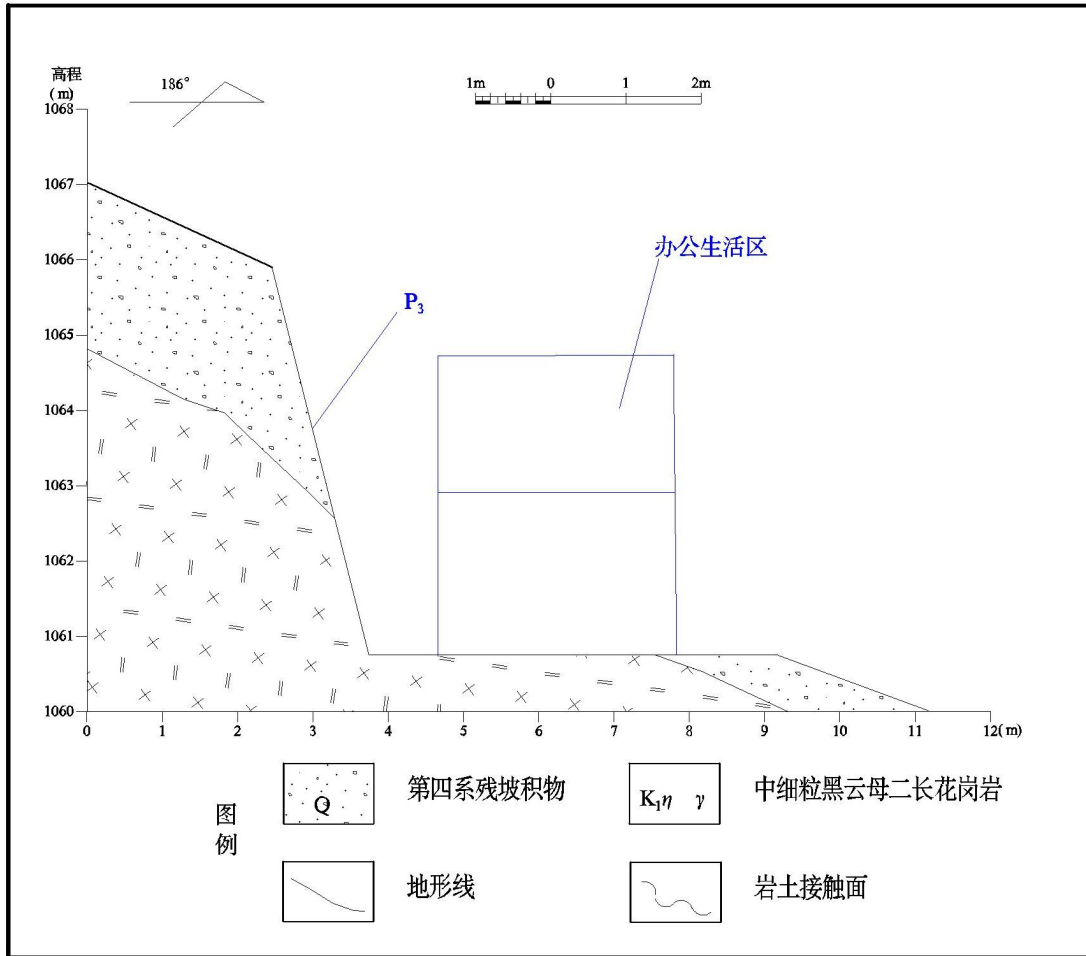 高程
(m)
186°
1m 0 1 2m
1068
1067
1066
1065
1064
1063
1062
1061
1060
办公生活区
P₃
0 1 2 3 4 5 6 7 8 9 10 11 12(m)
图例
Q 第四系残坡积物
K₁η γ 中细粒黑云母二长花岗岩
地形线
岩土接触面